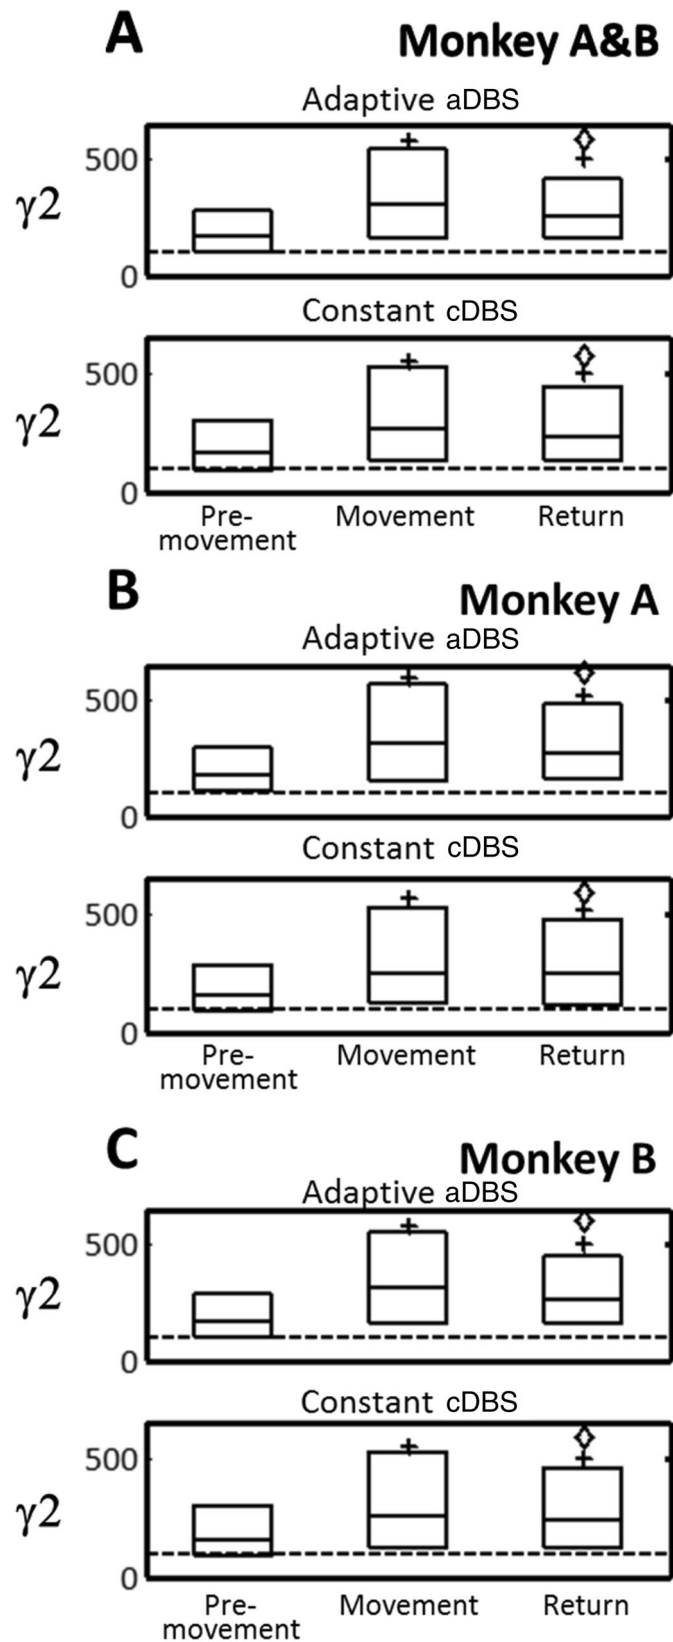 A
Monkey A&B
Adaptive aDBS
500
γ2
0
Constant cDBS
500
γ2
0
Pre-
movement
Movement
Return
B
Monkey A
Adaptive aDBS
500
γ2
0
Constant cDBS
500
γ2
0
Pre-
movement
Movement
Return
C
Monkey B
Adaptive aDBS
500
γ2
0
Constant cDBS
500
γ2
0
Pre-
movement
Movement
Return